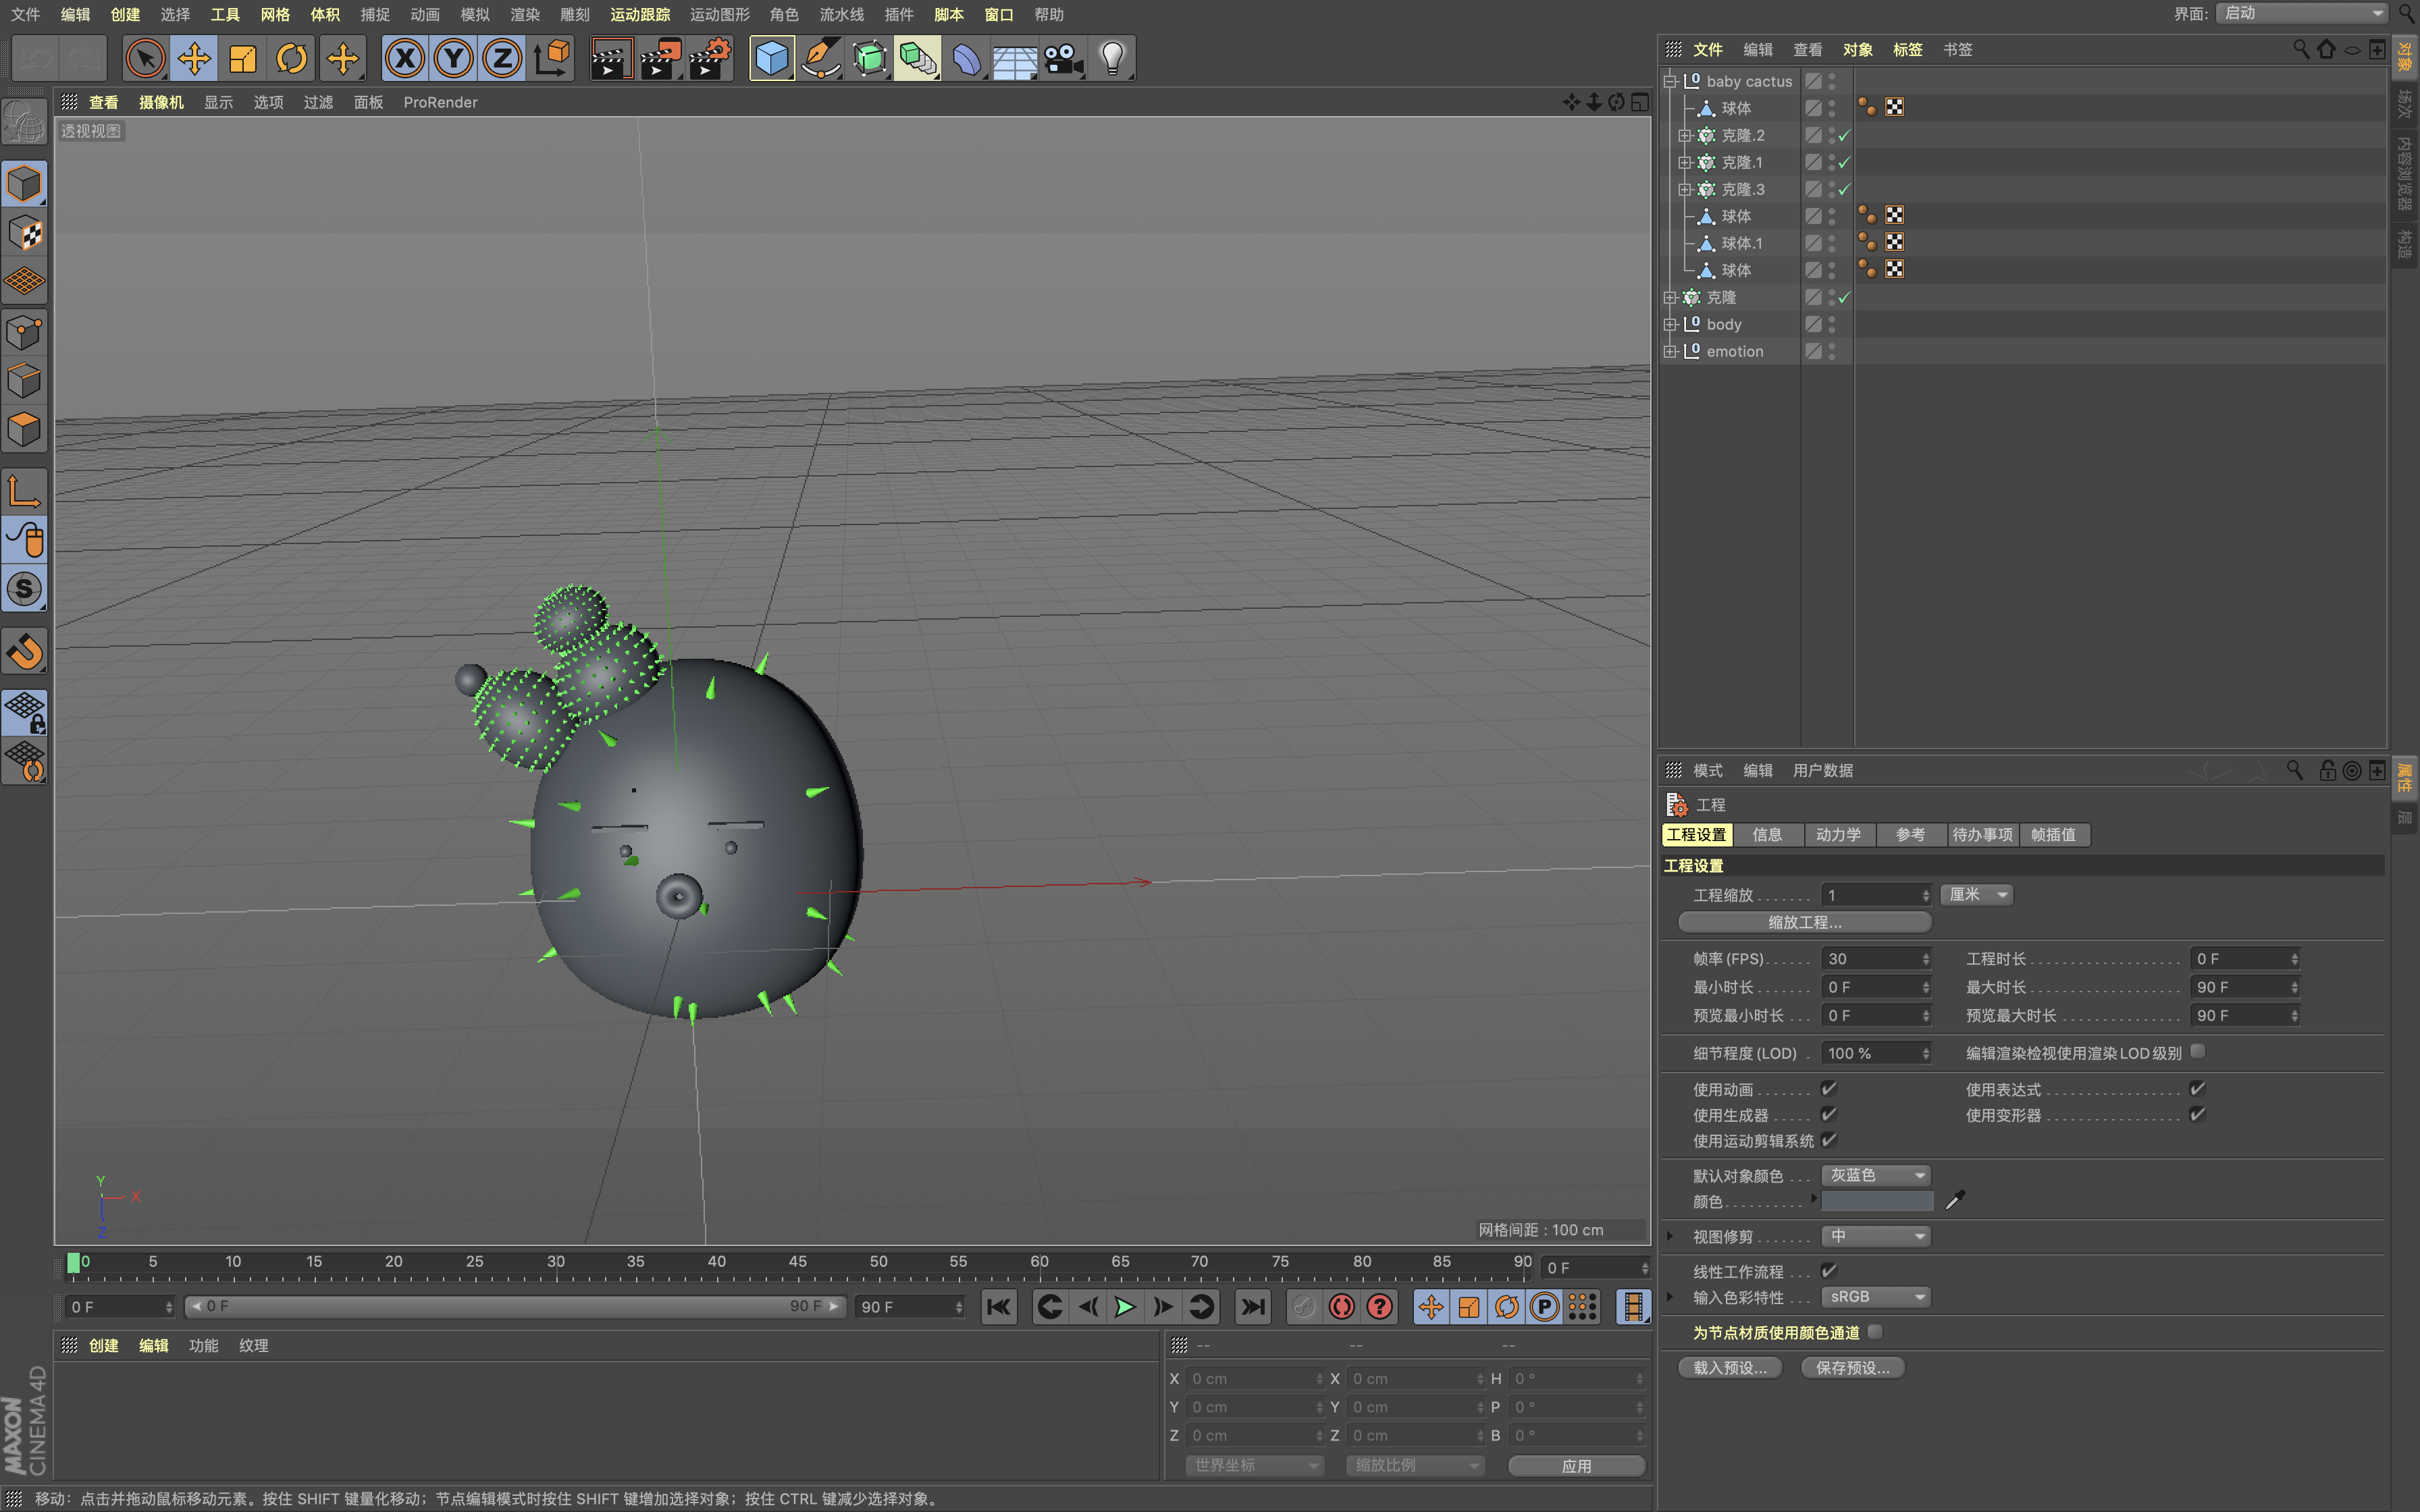 文件 编辑 创建 选择 工具 网格 体积 捕捉 动画 模拟 渲染 雕刻 运动跟踪 运动图形 角色 流水线 插件 脚本 窗口 帮助
界面: 启动
X Y Z
查看 摄像机 显示 选项 过滤 面板 ProRender
透视视图
S
Y
X
Z
网格间距 : 100 cm
0 5 10 15 20 25 30 35 40 45 50 55 60 65 70 75 80 85 90
0 F
0 F
0 F 90 F
90 F
?
P
创建 编辑 功能 纹理
-- -- --
X 0 cm X 0 cm H 0 °
Y 0 cm Y 0 cm P 0 °
Z 0 cm Z 0 cm B 0 °
世界坐标 缩放比例 应用
MAXON
CINEMA 4D
移动：点击并拖动鼠标移动元素。按住 SHIFT 键量化移动；节点编辑模式时按住 SHIFT 键增加选择对象；按住 CTRL 键减少选择对象。
文件 编辑 查看 对象 标签 书签
baby cactus
球体
克隆.2
克隆.1
克隆.3
球体
球体.1
球体
克隆
body
emotion
对象
场次
内容浏览器
构造
模式 编辑 用户数据
属性
层
工程
工程设置 信息 动力学 参考 待办事项 帧插值
工程设置
工程缩放 1 厘米
缩放工程...
帧率 (FPS) 30 工程时长 0 F
最小时长 0 F 最大时长 90 F
预览最小时长 0 F 预览最大时长 90 F
细节程度 (LOD) 100 % 编辑渲染检视使用渲染LOD级别
使用动画 使用表达式
使用生成器 使用变形器
使用运动剪辑系统
默认对象颜色 灰蓝色
颜色
视图修剪 中
线性工作流程
输入色彩特性 sRGB
为节点材质使用颜色通道
载入预设... 保存预设...